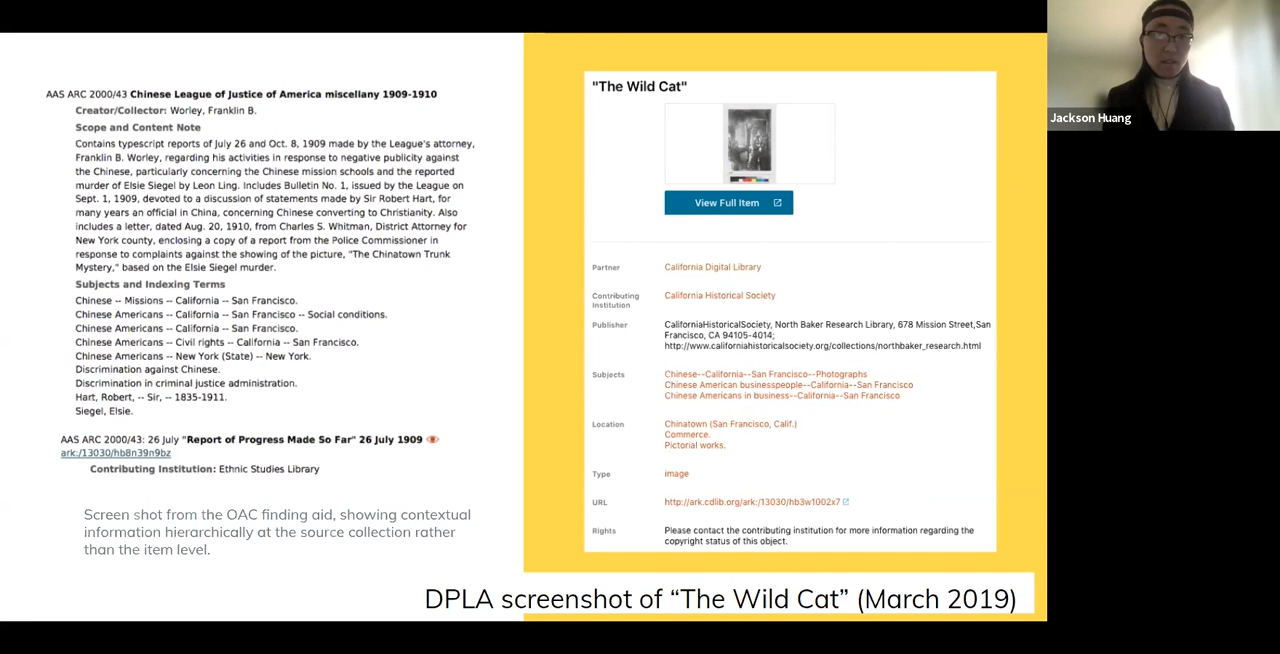 AAS ARC 2000/43 Chinese League of Justice of America miscellany 1909-1910
Creator/Collector: Worley, Franklin B.
Scope and Content Note
Contains typescript reports of July 26 and Oct. 8, 1909 made by the League's attorney,
Franklin B. Worley, regarding his activities in response to negative publicity against
the Chinese, particularly concerning the Chinese mission schools and the reported
murder of Elsie Siegel by Leon Ling. Includes Bulletin No. 1, issued by the League on
Sept. 1, 1909, devoted to a discussion of statements made by Sir Robert Hart, for
many years an official in China, concerning Chinese converting to Christianity. Also
includes a letter, dated Aug. 20, 1910, from Charles S. Whitman, District Attorney for
New York county, enclosing a copy of a report from the Police Commissioner in
response to complaints against the showing of the picture, "The Chinatown Trunk
Mystery," based on the Elsie Siegel murder.
Subjects and Indexing Terms
Chinese -- Missions -- California -- San Francisco.
Chinese Americans -- California -- San Francisco -- Social conditions.
Chinese Americans -- California -- San Francisco.
Chinese Americans -- Civil rights -- California -- San Francisco.
Chinese Americans -- New York (State) -- New York.
Discrimination against Chinese.
Discrimination in criminal justice administration.
Hart, Robert, -- Sir, -- 1835-1911.
Siegel, Elsie.
AAS ARC 2000/43: 26 July "Report of Progress Made So Far" 26 July 1909
ark:/13030/hb8n39n9bz
Contributing Institution: Ethnic Studies Library
Screen shot from the OAC finding aid, showing contextual
information hierarchically at the source collection rather
than the item level.
"The Wild Cat"
View Full Item
Partner California Digital Library
Contributing Institution California Historical Society
Publisher CaliforniaHistoricalSociety, North Baker Research Library, 678 Mission Street,San
Francisco, CA 94105-4014;
http://www.californiahistoricalsociety.org/collections/northbaker_research.html
Subjects Chinese--California--San Francisco--Photographs
Chinese American businesspeople--California--San Francisco
Chinese Americans in business--California--San Francisco
Location Chinatown (San Francisco, Calif.)
Commerce.
Pictorial works.
Type image
URL http://ark.cdlib.org/ark:/13030/hb3w1002x7
Rights Please contact the contributing institution for more information regarding the
copyright status of this object.
DPLA screenshot of “The Wild Cat” (March 2019)
Jackson Huang